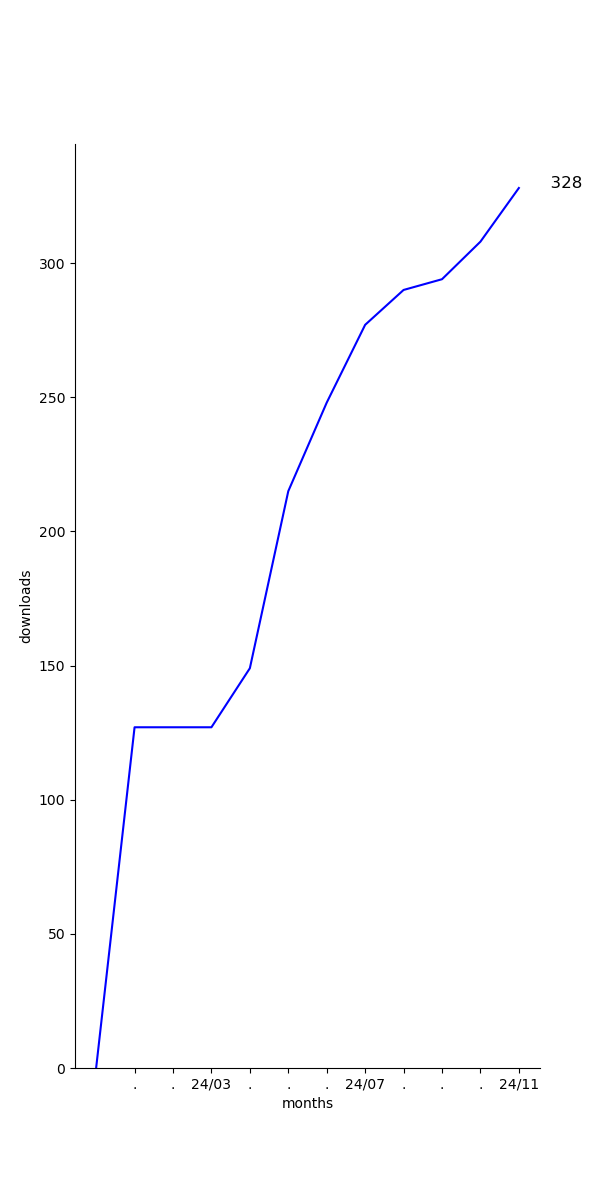 328
300
250
200
150
100
50
0
downloads
. . 24/03 . . . 24/07 . . . 24/11
months